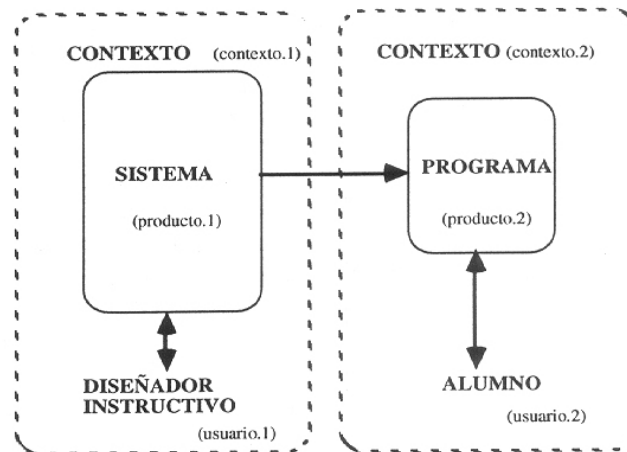 CONTEXTO (contexto.1)
SISTEMA
(producto.1)
DISEÑADOR
INSTRUCTIVO
(usuario.1)
CONTEXTO (contexto.2)
PROGRAMA
(producto.2)
ALUMNO
(usuario.2)